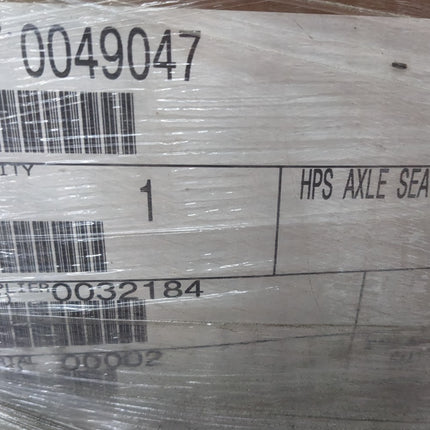 0049047
ITY
1
HPS AXLE SEA
0032184
00002